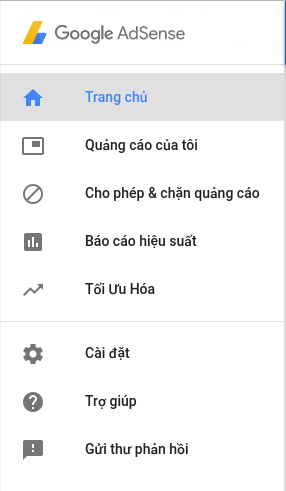 Google AdSense
Trang chủ
Quảng cáo của tôi
Cho phép & chặn quảng cáo
Báo cáo hiệu suất
Tối Ưu Hóa
Cài đặt
Trợ giúp
Gửi thư phản hồi